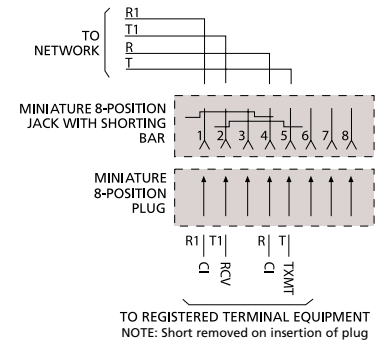 R1
T1
R
T
TO
NETWORK
MINIATURE 8-POSITION
JACK WITH SHORTING
BAR
1 2 3 4 5 6 7 8
MINIATURE
8-POSITION
PLUG
R1 T1 R T
CI RCV CI TXMT
TO REGISTERED TERMINAL EQUIPMENT
NOTE: Short removed on insertion of plug